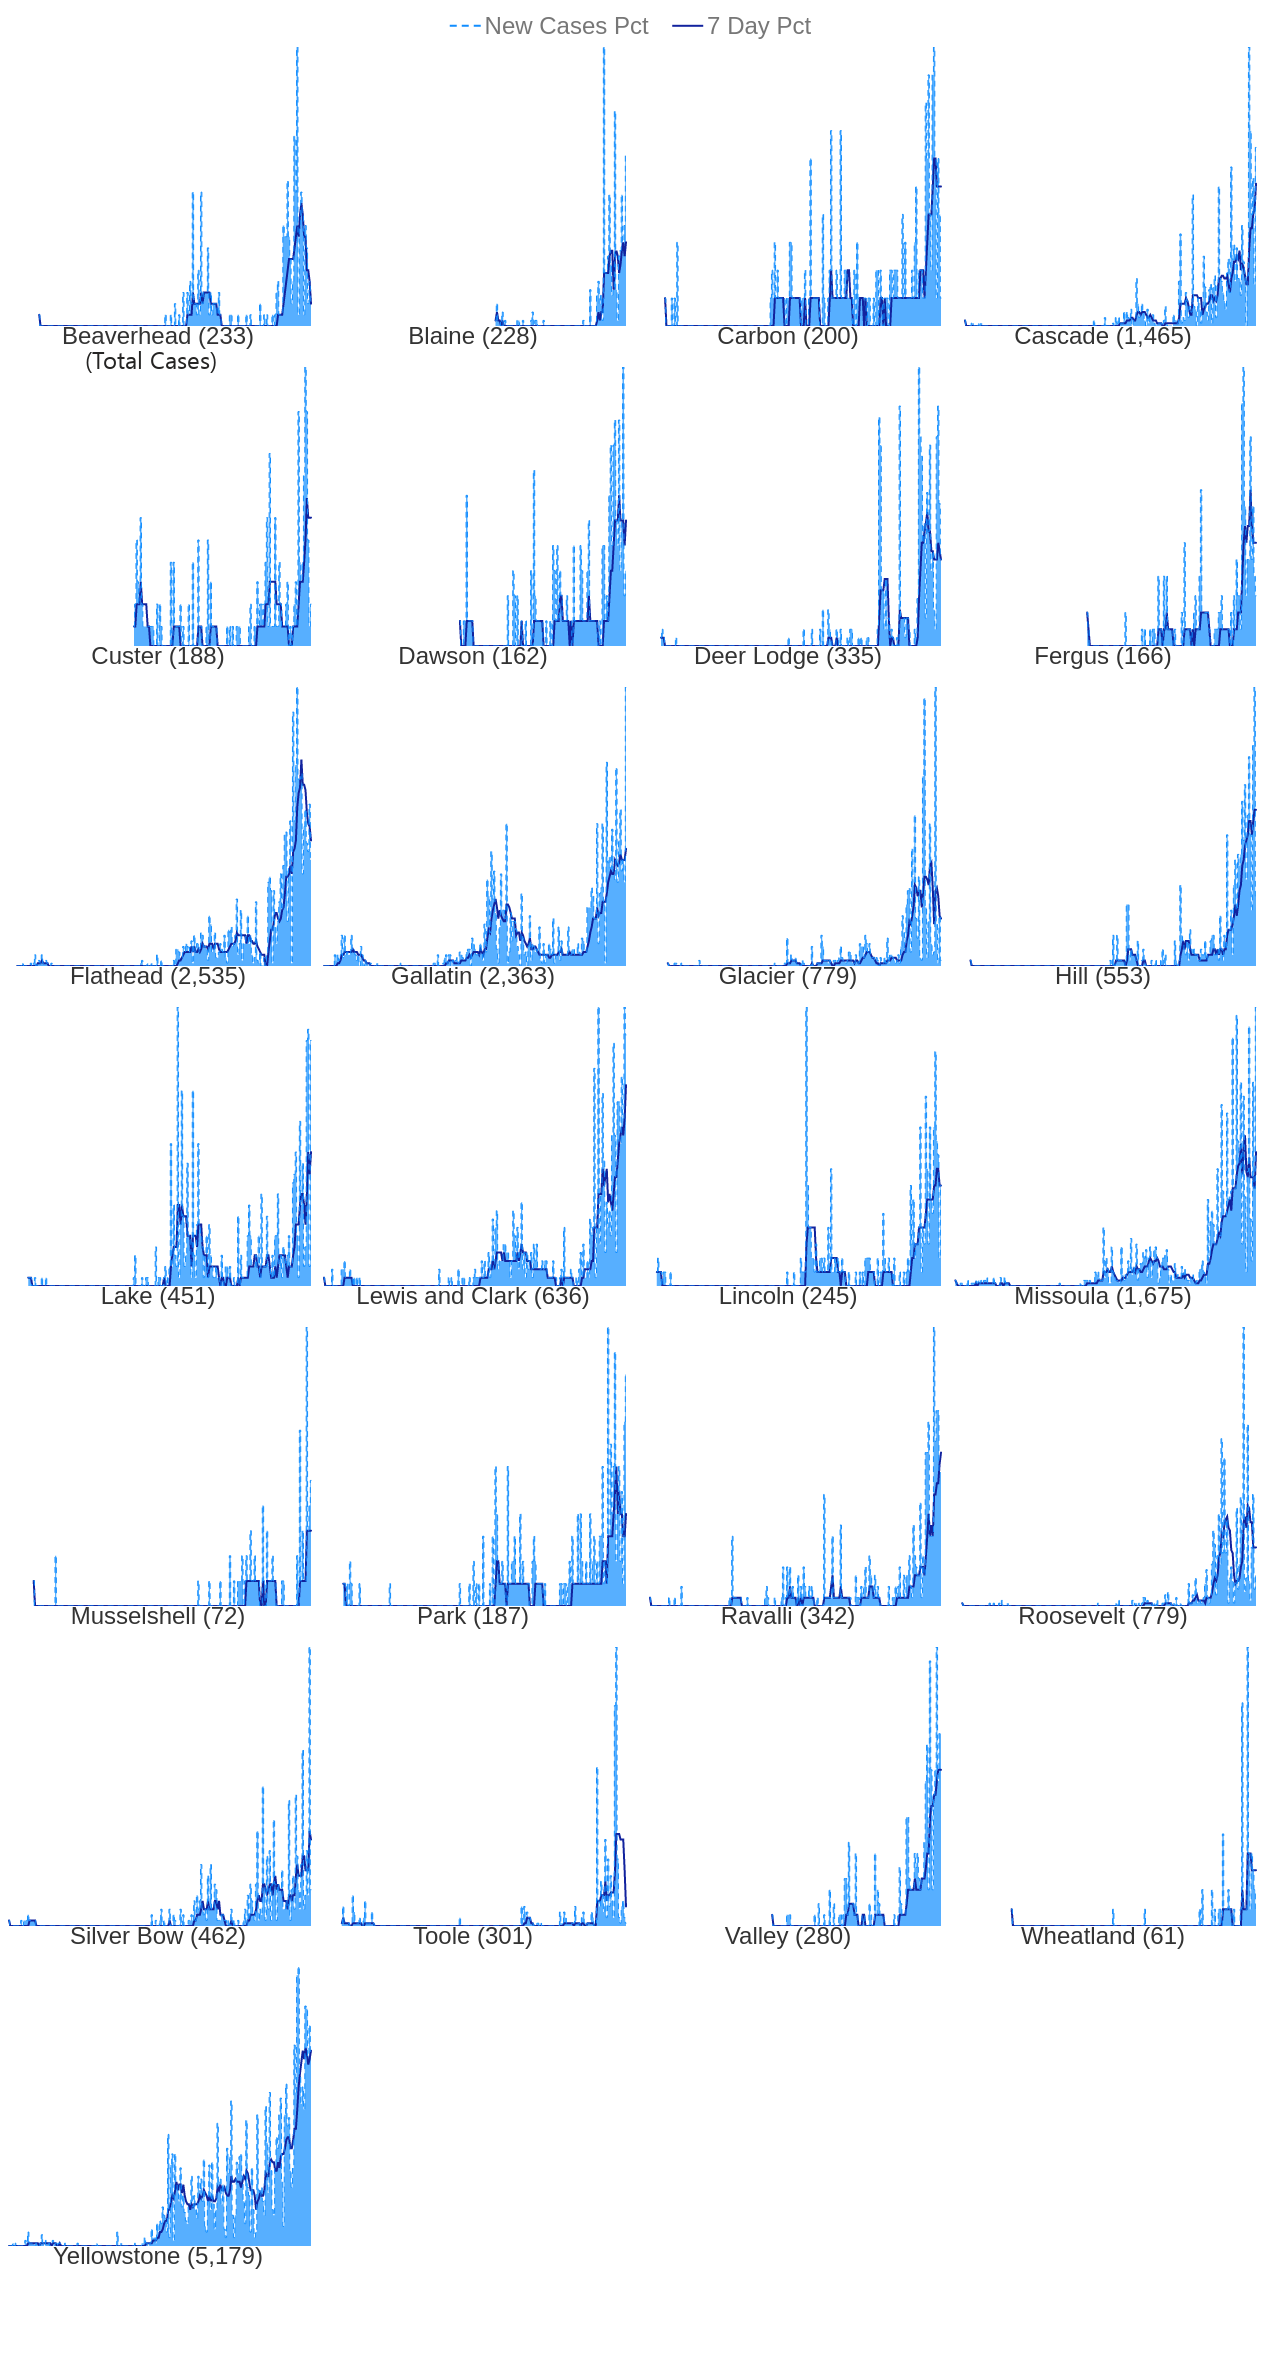 New Cases Pct 7 Day Pct
Beaverhead (233) Blaine (228) Carbon (200) Cascade (1,465)
(Total Cases)
Custer (188) Dawson (162) Deer Lodge (335) Fergus (166)
Flathead (2,535) Gallatin (2,363) Glacier (779) Hill (553)
Lake (451) Lewis and Clark (636) Lincoln (245) Missoula (1,675)
Musselshell (72) Park (187) Ravalli (342) Roosevelt (779)
Silver Bow (462) Toole (301) Valley (280) Wheatland (61)
Yellowstone (5,179)